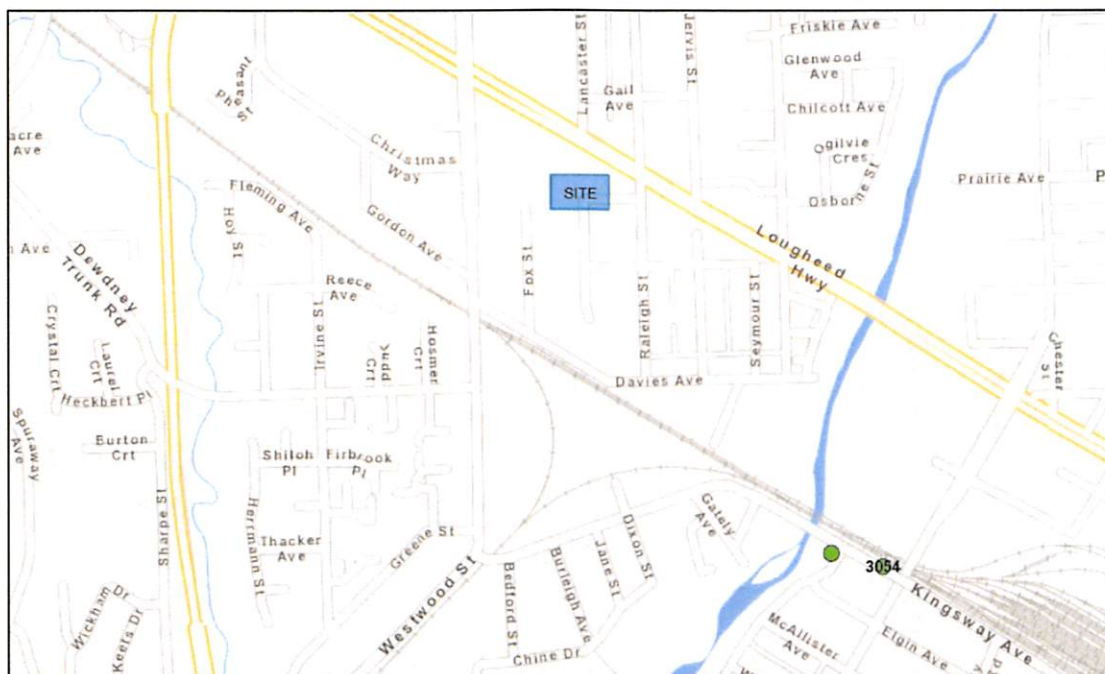 Friskie Ave
Lancaster St
Jervis St
Glenwood
Ave
Pheasant
St
Gail
Ave
Chilcott Ave
acre
Ave
Christmas
Way
Ogilvie
Cres
Prairie Ave
P
SITE
Fleming Ave
Osborne St
Hoy St
Gordon Ave
n Ave
Dewdney
Trunk Rd
Lougheed
Hwy
Fox St
Reece
Ave
Raleigh St
Seymour St
Crystal Crt
Laurel
Crt
Irvine St
Hosmer
Crt
Chester
St
Davies Ave
Heckbert Pl
Spuraway
Ave
Burton
Crt
Shiloh
Pl
Firbrook
Pl
Sharpe St
Herrmann St
Gately
Ave
Dixon St
Greene St
Thacker
Ave
Jane St
Burleigh Ave
Bedford St
Westwood St
3054
Kingsway Ave
Wickham Dr
Keets Dr
McAllister
Ave
Elgin Ave
Chine Dr